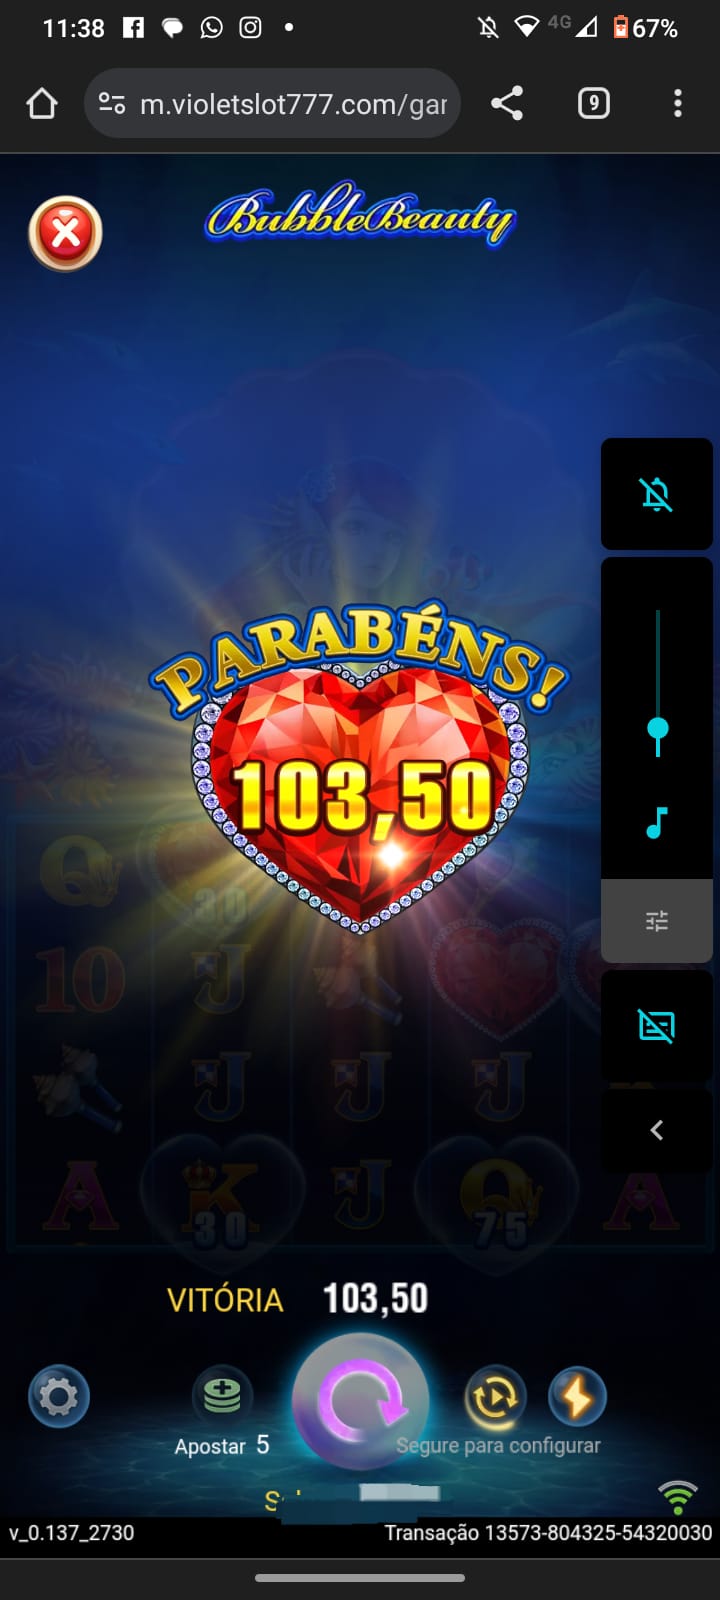 11:38
4G
67%
m.violetslot777.com/gar
9
BubbleBeauty
PARABÉNS!
103,50
Q
30
10
J
J
J
J
A
K
30
J
Q
75
A
VITÓRIA 103,50
Apostar 5
Segure para configurar
v_0.137_2730
Transação 13573-804325-54320030